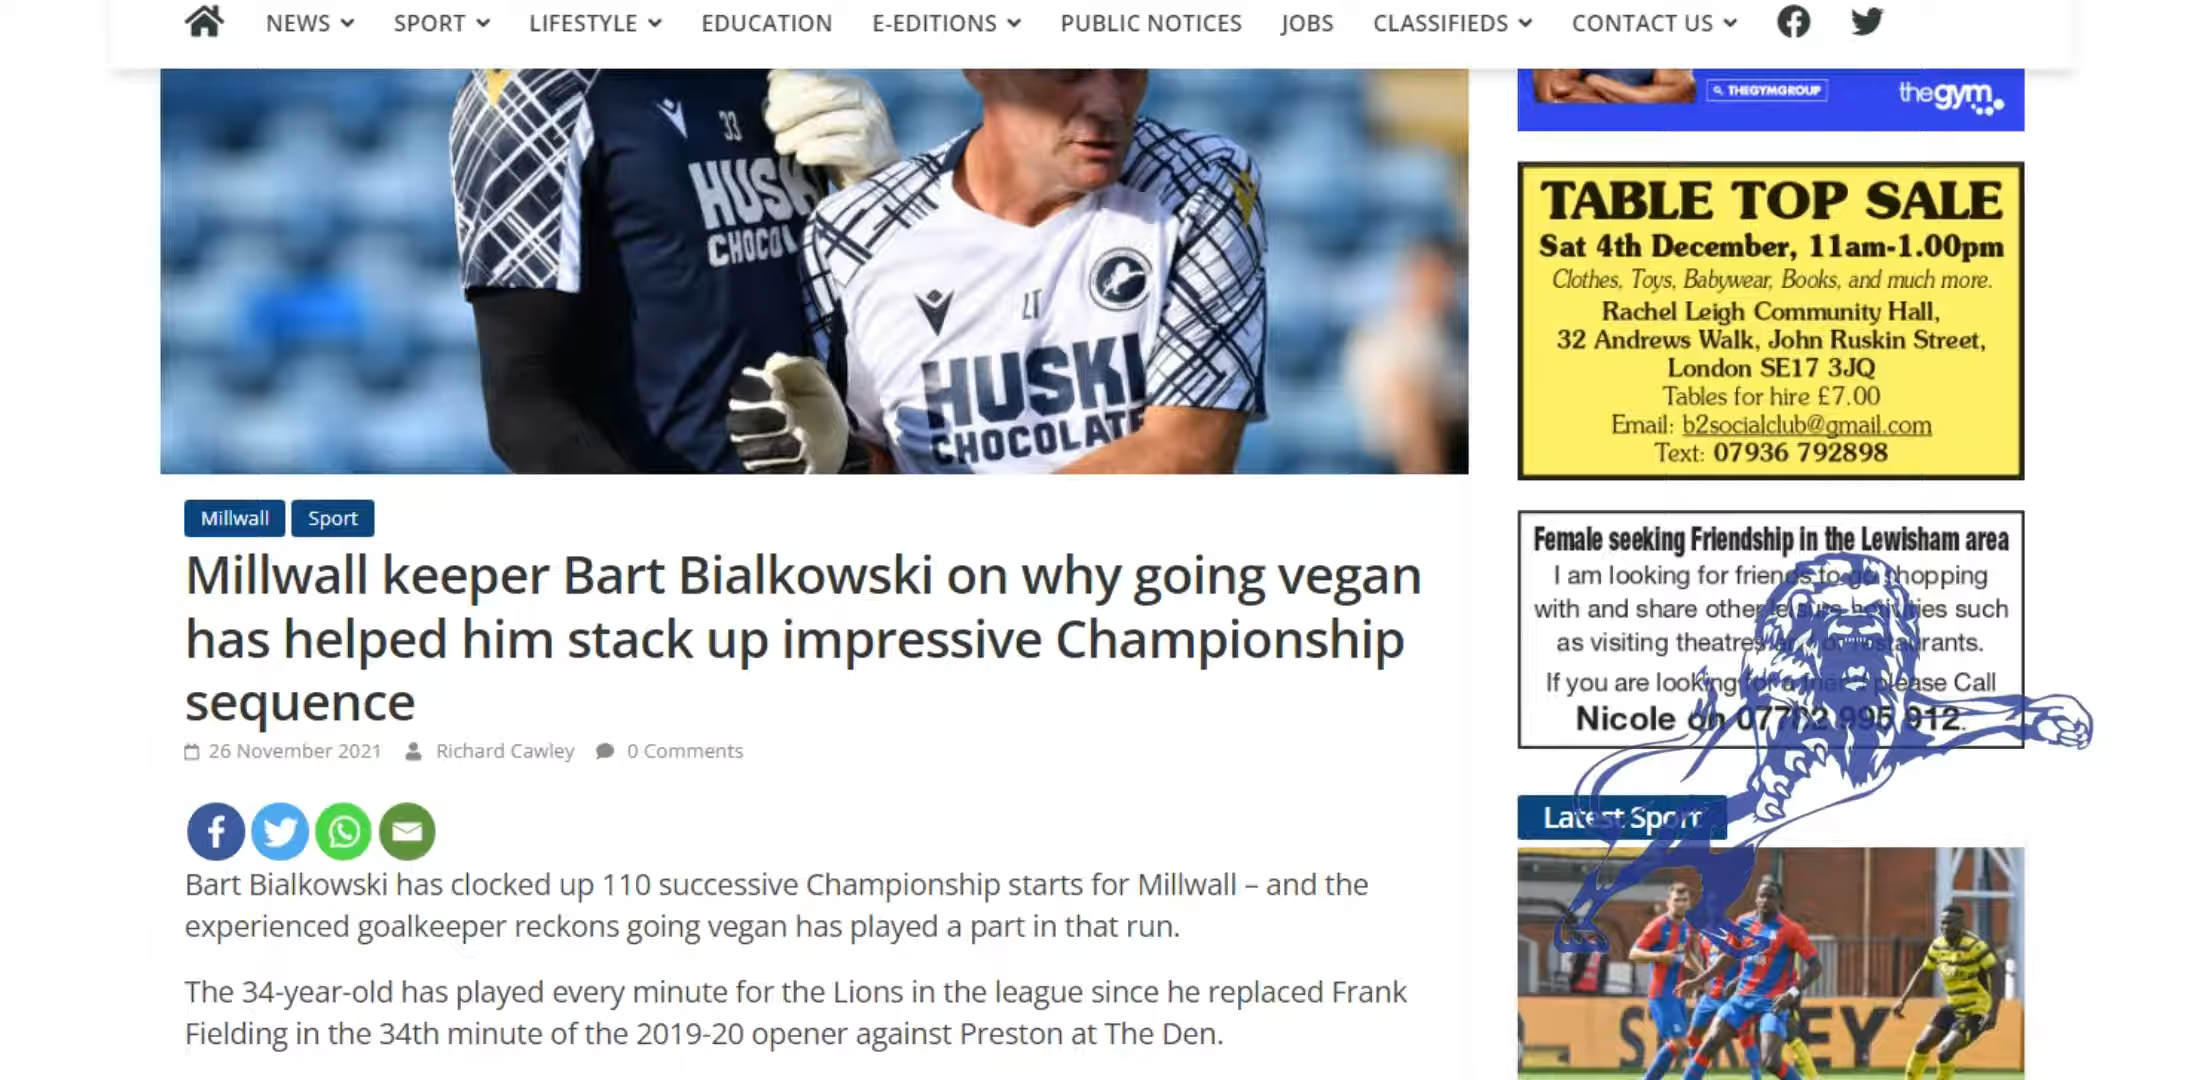 NEWS SPORT LIFESTYLE EDUCATION E-EDITIONS PUBLIC NOTICES JOBS CLASSIFIEDS CONTACT US
THEGYMGROUP
thegym
33
HUSK
CHOCOL
LT
HUSKI
CHOCOLATE
Millwall Sport
Millwall keeper Bart Bialkowski on why going vegan
has helped him stack up impressive Championship
sequence
26 November 2021 Richard Cawley 0 Comments
Bart Bialkowski has clocked up 110 successive Championship starts for Millwall – and the
experienced goalkeeper reckons going vegan has played a part in that run.
The 34-year-old has played every minute for the Lions in the league since he replaced Frank
Fielding in the 34th minute of the 2019-20 opener against Preston at The Den.
TABLE TOP SALE
Sat 4th December, 11am-1.00pm
Clothes, Toys, Babywear, Books, and much more.
Rachel Leigh Community Hall,
32 Andrews Walk, John Ruskin Street,
London SE17 3JQ
Tables for hire £7.00
Email: b2socialclub@gmail.com
Text: 07936 792898
Female seeking Friendship in the Lewisham area
I am looking for friends to go shopping
with and share other leisure activities such
as visiting theatres and or restaurants.
If you are looking for a friend please Call
Nicole on 995 912.
Latest Sport